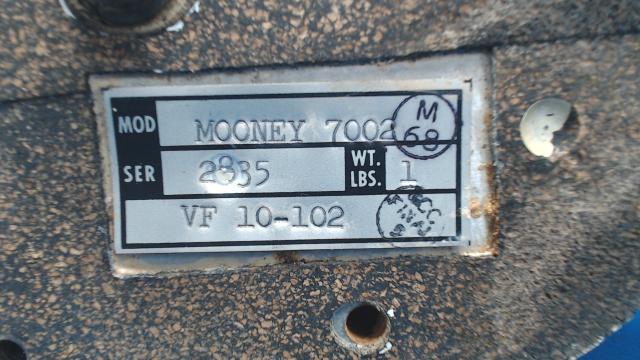 MOD MOONEY 7002 M 68
SER 2835 WT. LBS. 1
VF 10-102